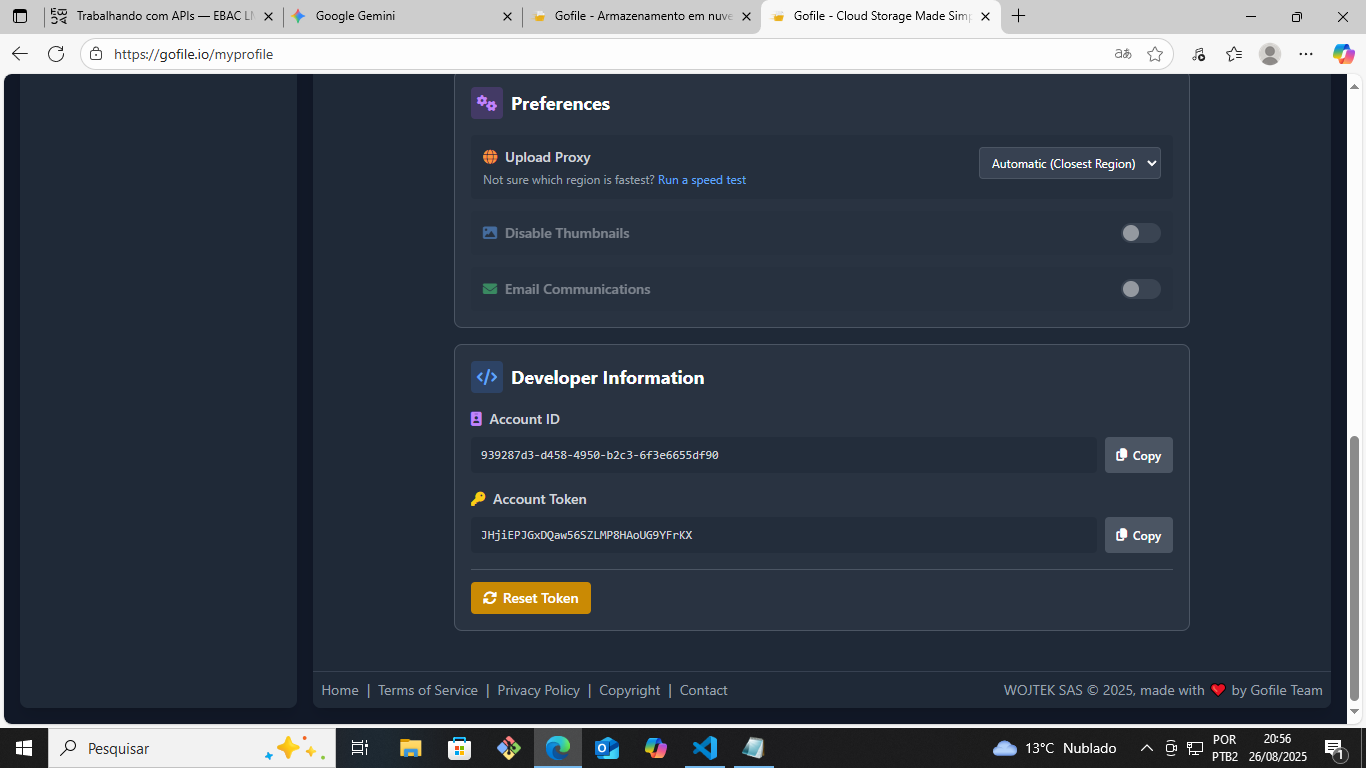 Trabalhando com APIs — EBAC LM
Google Gemini
Gofile - Armazenamento em nuve
Gofile - Cloud Storage Made Simp
https://gofile.io/myprofile
Preferences
Upload Proxy
Automatic (Closest Region)
Not sure which region is fastest? Run a speed test
Disable Thumbnails
Email Communications
Developer Information
Account ID
939287d3-d458-4950-b2c3-6f3e6655df90
Copy
Account Token
JHjiEPJGxDQaw56SZLMP8HAoUG9YFrKX
Copy
Reset Token
Home | Terms of Service | Privacy Policy | Copyright | Contact
WOJTEK SAS © 2025, made with ❤️ by Gofile Team
Pesquisar
13°C Nublado
POR
PTB2
20:56
26/08/2025
1